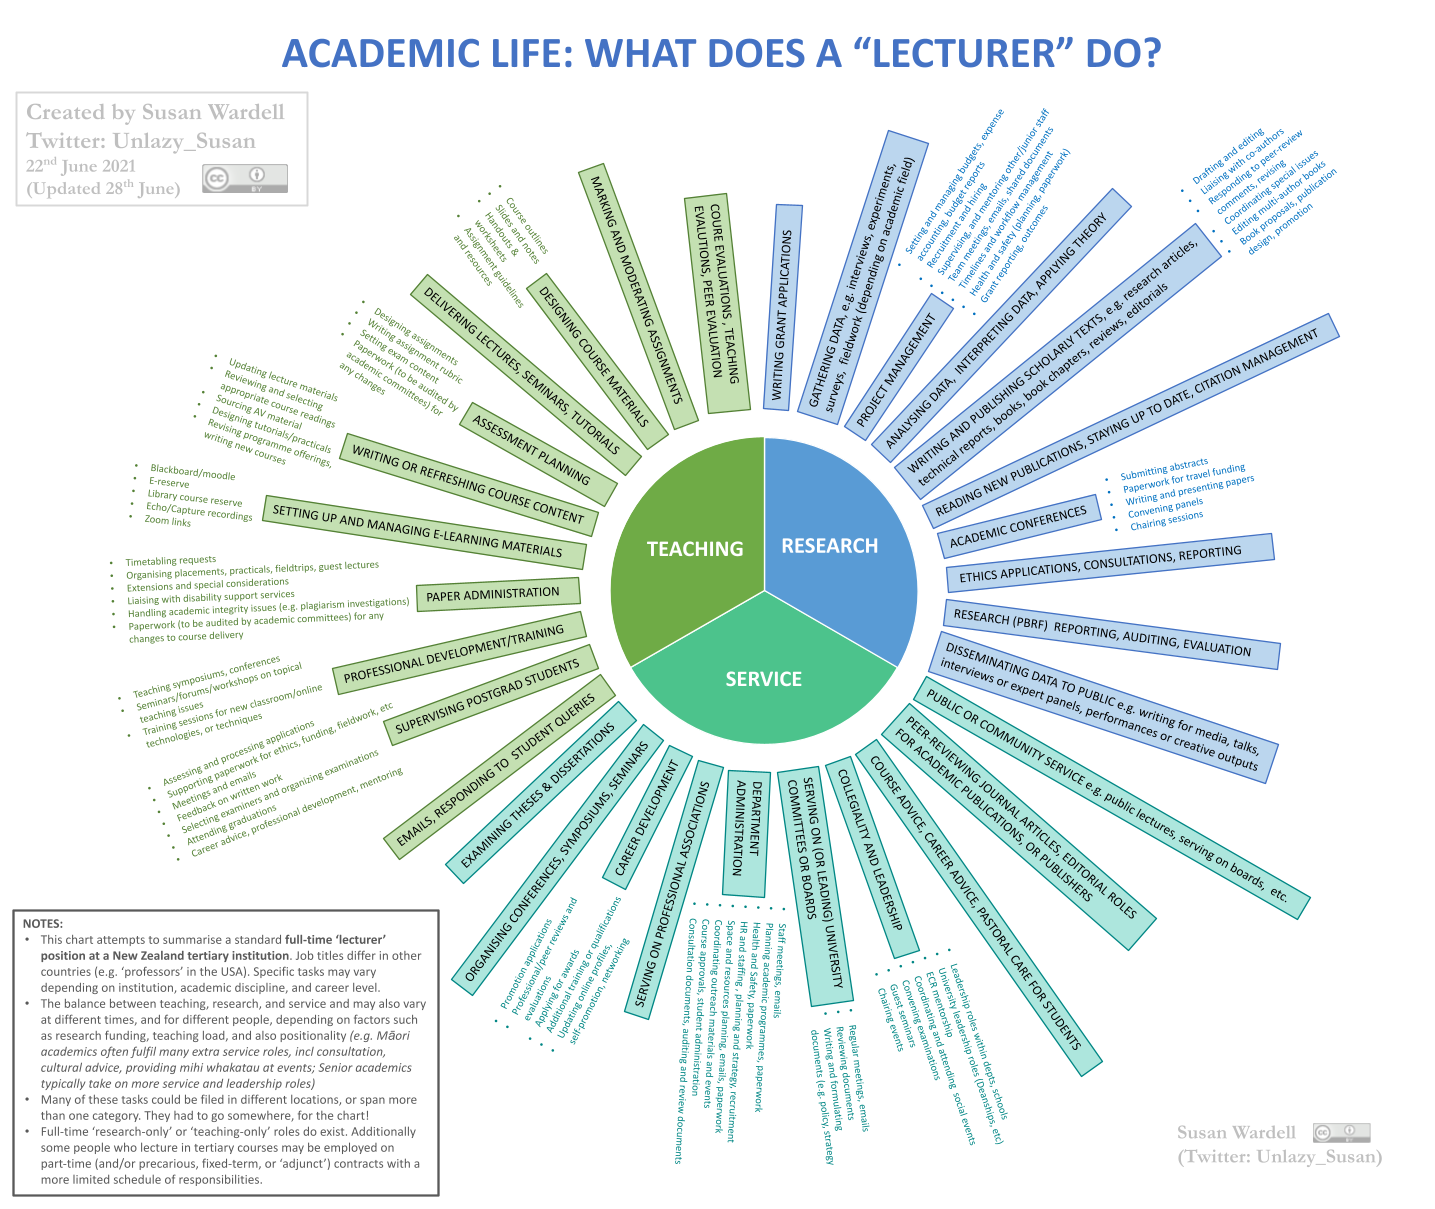 ACADEMIC LIFE: WHAT DOES A “LECTURER” DO?
Created by Susan Wardell
Twitter: Unlazy_Susan
22nd June 2021
(Updated 28th June)
cc BY
TEACHING
RESEARCH
SERVICE
WRITING GRANT APPLICATIONS
GATHERING DATA, e.g. interviews, experiments,
surveys, fieldwork (depending on academic field)
PROJECT MANAGEMENT
• Setting and managing budgets, expense
accounting, budget reports
• Recruitment and hiring
• Supervising, and mentoring other/junior staff
• Team meetings, emails, shared documents
• Timelines and workflow management
• Health and safety (planning, paperwork)
• Grant reporting, outcomes
ANALYSING DATA, INTERPRETING DATA, APPLYING THEORY
WRITING AND PUBLISHING SCHOLARLY TEXTS, e.g. research articles,
technical reports, books, book chapters, reviews, editorials
• Drafting and editing
• Liaising with co-authors
• Responding to peer-review
comments, revising
• Coordinating special issues
• Editing multi-author books
• Book proposals, publication
design, promotion
READING NEW PUBLICATIONS, STAYING UP TO DATE, CITATION MANAGEMENT
ACADEMIC CONFERENCES
• Submitting abstracts
• Paperwork for travel funding
• Writing and presenting papers
• Convening panels
• Chairing sessions
ETHICS APPLICATIONS, CONSULTATIONS, REPORTING
RESEARCH (PBRF) REPORTING, AUDITING, EVALUATION
DISSEMINATING DATA TO PUBLIC e.g. writing for media, talks,
interviews or expert panels, performances or creative outputs
PUBLIC OR COMMUNITY SERVICE e.g. public lectures, serving on boards, etc.
PEER-REVIEWING JOURNAL ARTICLES, EDITORIAL ROLES
FOR ACADEMIC PUBLICATIONS, OR PUBLISHERS
COURSE ADVICE, CAREER ADVICE, PASTORAL CARE FOR STUDENTS
COLLEGIALITY AND LEADERSHIP
• Leadership roles within depts, schools
• University leadership roles (Deanships, etc)
• ECR mentorship
• Coordinating and attending social events
• Convening examinations
• Guest seminars
• Chairing events
SERVING ON (OR LEADING) UNIVERSITY
COMMITTEES OR BOARDS
• Regular meetings, emails
• Reviewing documents
• Writing and formulating
documents (e.g. policy, strategy
DEPARTMENT
ADMINISTRATION
• Staff meetings, emails
• Planning academic programmes, paperwork
• Health and Safety, paperwork
• HR and staffing , planning and strategy, recruitment
• Space and resources planning, emails, paperwork
• Coordinating outreach materials and events
• Course approvals, student administration
• Consultation documents, auditing and review documents
SERVING ON PROFESSIONAL ASSOCIATIONS
CAREER DEVELOPMENT
• Promotion applications
• Professional/peer reviews and
evaluations
• Applying for awards
• Additional training or qualifications
• Updating online profiles,
self-promotion, networking
ORGANISING CONFERENCES, SYMPOSIUMS, SEMINARS
EXAMINING THESES & DISSERTATIONS
EMAILS, RESPONDING TO STUDENT QUERIES
SUPERVISING POSTGRAD STUDENTS
• Assessing and processing applications
• Supporting paperwork for ethics, funding, fieldwork, etc
• Meetings and emails
• Feedback on written work
• Selecting examiners and organizing examinations
• Attending graduations
• Career advice, professional development, mentoring
PROFESSIONAL DEVELOPMENT/TRAINING
• Teaching symposiums, conferences
• Seminars/forums/workshops on topical
teaching issues
• Training sessions for new classroom/online
technologies, or techniques
PAPER ADMINISTRATION
• Timetabling requests
• Organising placements, practicals, fieldtrips, guest lectures
• Extensions and special considerations
• Liaising with disability support services
• Handling academic integrity issues (e.g. plagiarism investigations)
• Paperwork (to be audited by academic committees) for any
changes to course delivery
SETTING UP AND MANAGING E-LEARNING MATERIALS
• Blackboard/moodle
• E-reserve
• Library course reserve
• Echo/Capture recordings
• Zoom links
WRITING OR REFRESHING COURSE CONTENT
• Updating lecture materials
• Reviewing and selecting
appropriate course readings
• Sourcing AV material
• Designing tutorials/practicals
• Revising programme offerings,
writing new courses
ASSESSMENT PLANNING
• Designing assignments
• Writing assignment rubric
• Setting exam content
• Paperwork (to be audited by
academic committees) for
any changes
DELIVERING LECTURES, SEMINARS, TUTORIALS
DESIGNING COURSE MATERIALS
• Course outlines
• Slides and notes
• Handouts &
worksheets
• Assignment guidelines
and resources
MARKING AND MODERATING ASSIGNMENTS
COURE EVALUATIONS , TEACHING
EVALUTIONS, PEER EVALUATION
NOTES:
• This chart attempts to summarise a standard full-time ‘lecturer’
position at a New Zealand tertiary institution. Job titles differ in other
countries (e.g. ‘professors’ in the USA). Specific tasks may vary
depending on institution, academic discipline, and career level.
• The balance between teaching, research, and service and may also vary
at different times, and for different people, depending on factors such
as research funding, teaching load, and also positionality (e.g. Māori
academics often fulfil many extra service roles, incl consultation,
cultural advice, providing mihi whakatau at events; Senior academics
typically take on more service and leadership roles)
• Many of these tasks could be filed in different locations, or span more
than one category. They had to go somewhere, for the chart!
• Full-time ‘research-only’ or ‘teaching-only’ roles do exist. Additionally
some people who lecture in tertiary courses may be employed on
part-time (and/or precarious, fixed-term, or ‘adjunct’) contracts with a
more limited schedule of responsibilities.
Susan Wardell cc BY
(Twitter: Unlazy_Susan)